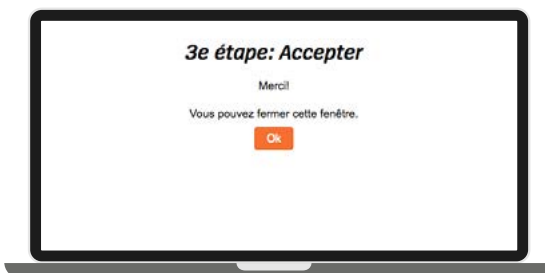 3e étape: Accepter
Merci!
Vous pouvez fermer cette fenêtre.
Ok